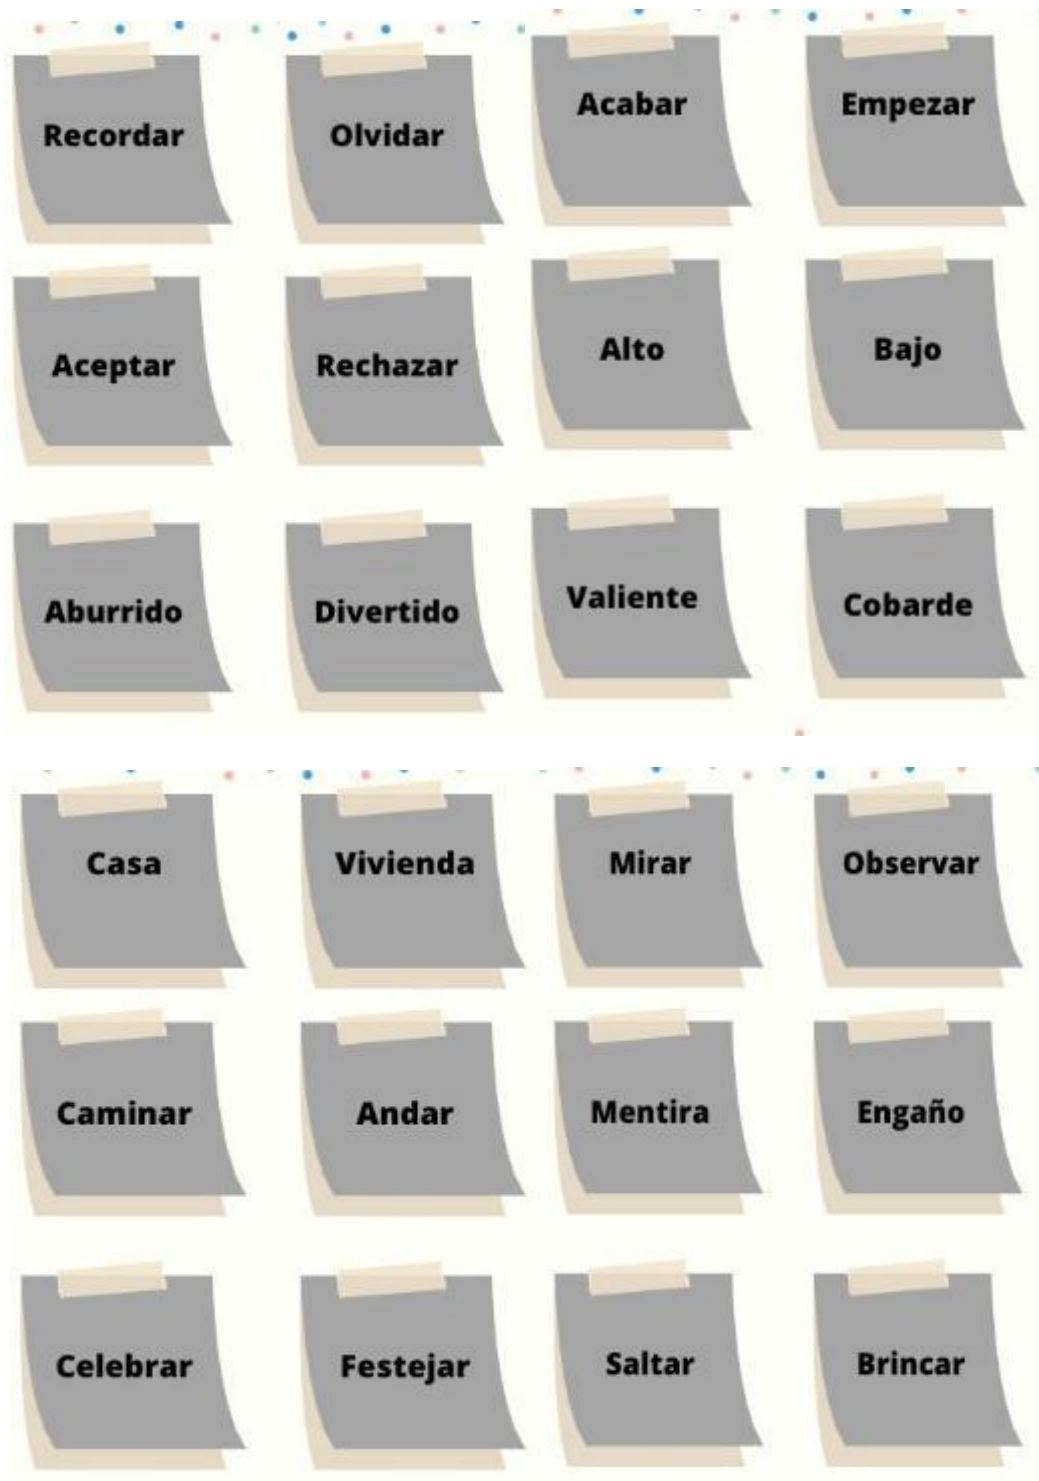 Recordar
Olvidar
Acabar
Empezar
Aceptar
Rechazar
Alto
Bajo
Aburrido
Divertido
Valiente
Cobarde
Casa
Vivienda
Mirar
Observar
Caminar
Andar
Mentira
Engaño
Celebrar
Festejar
Saltar
Brincar